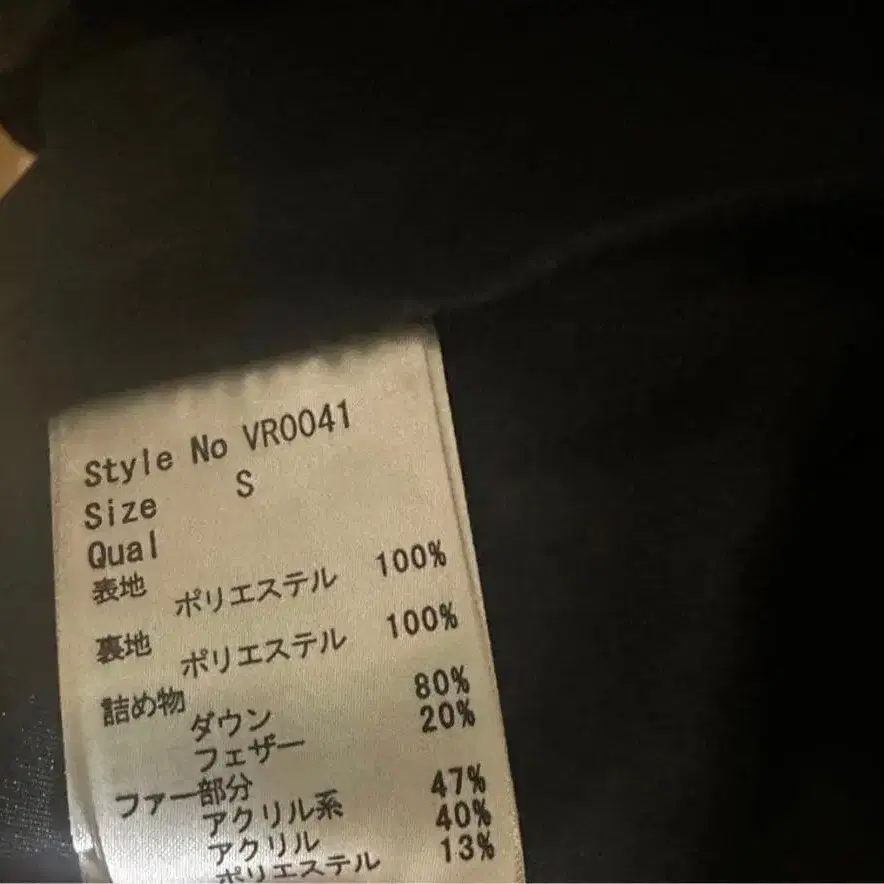 Style No VR0041
Size S
Qual
表地
ポリエステル 100%
裏地
ポリエステル 100%
詰め物
ダウン 80%
フェザー 20%
ファー部分
アクリル系 47%
アクリル 40%
ポリエステル 13%